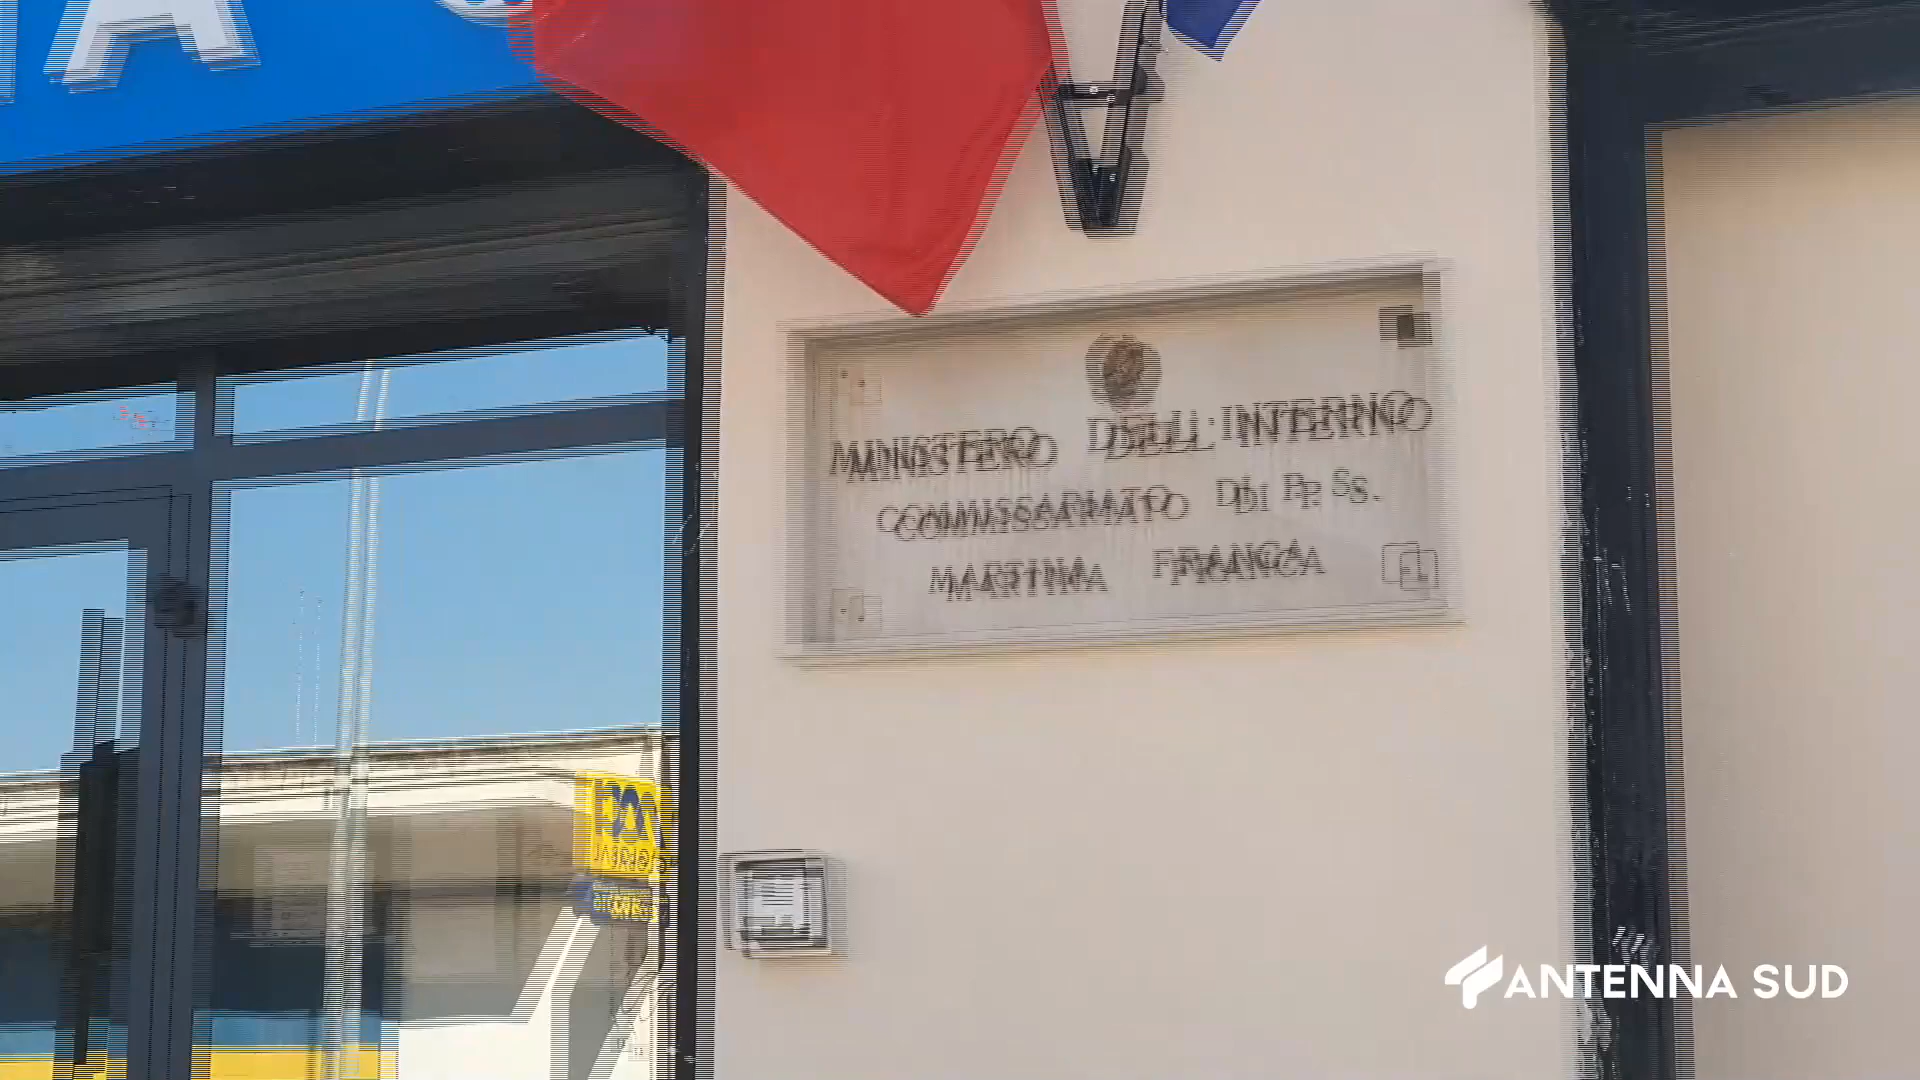 MINISTERO DELL'INTERNO
COMMISSARIATO DI P.S.
MARTINA FRANCA
ANTENNA SUD